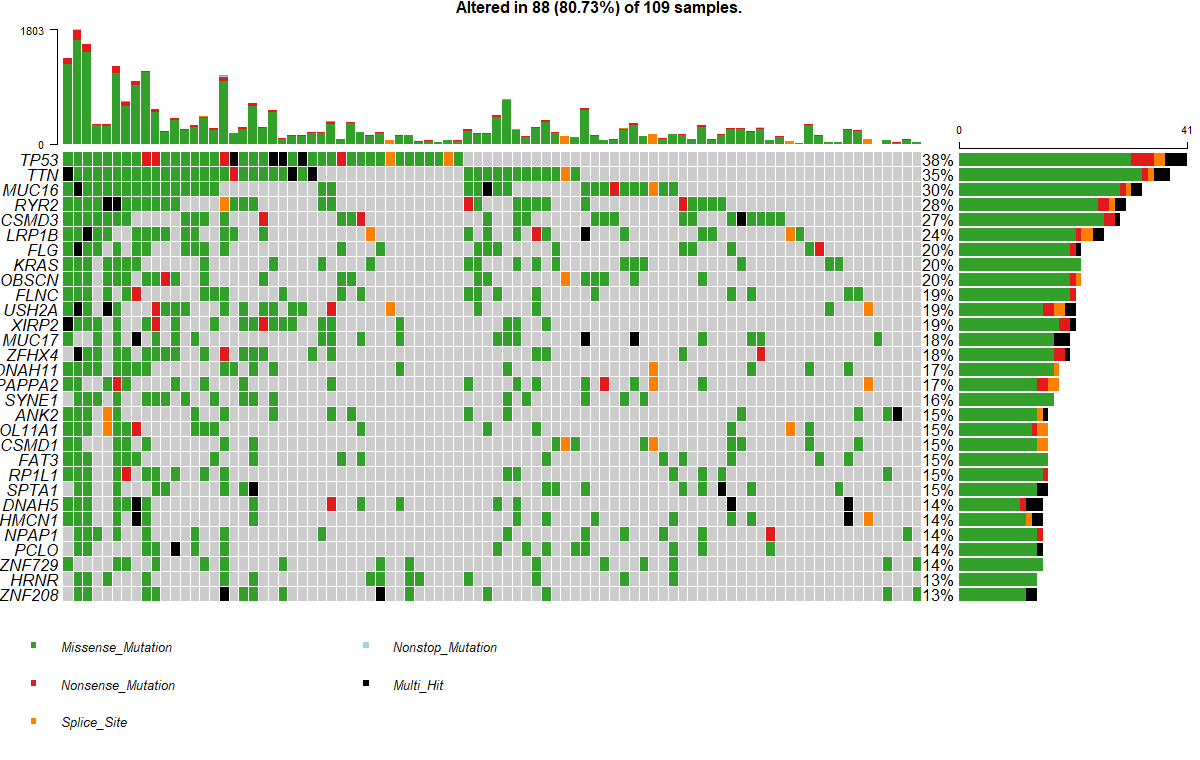 Altered in 88 (80.73%) of 109 samples.
1803
0
0 41
TP53 38%
TTN 35%
MUC16 30%
RYR2 28%
CSMD3 27%
LRP1B 24%
FLG 20%
KRAS 20%
OBSCN 20%
FLNC 19%
USH2A 19%
XIRP2 19%
MUC17 18%
ZFHX4 18%
DNAH11 17%
PAPPA2 17%
SYNE1 16%
ANK2 15%
OL11A1 15%
CSMD1 15%
FAT3 15%
RP1L1 15%
SPTA1 15%
DNAH5 14%
HMCN1 14%
NPAP1 14%
PCLO 14%
ZNF729 14%
HRNR 13%
ZNF208 13%
Missense_Mutation Nonstop_Mutation
Nonsense_Mutation Multi_Hit
Splice_Site